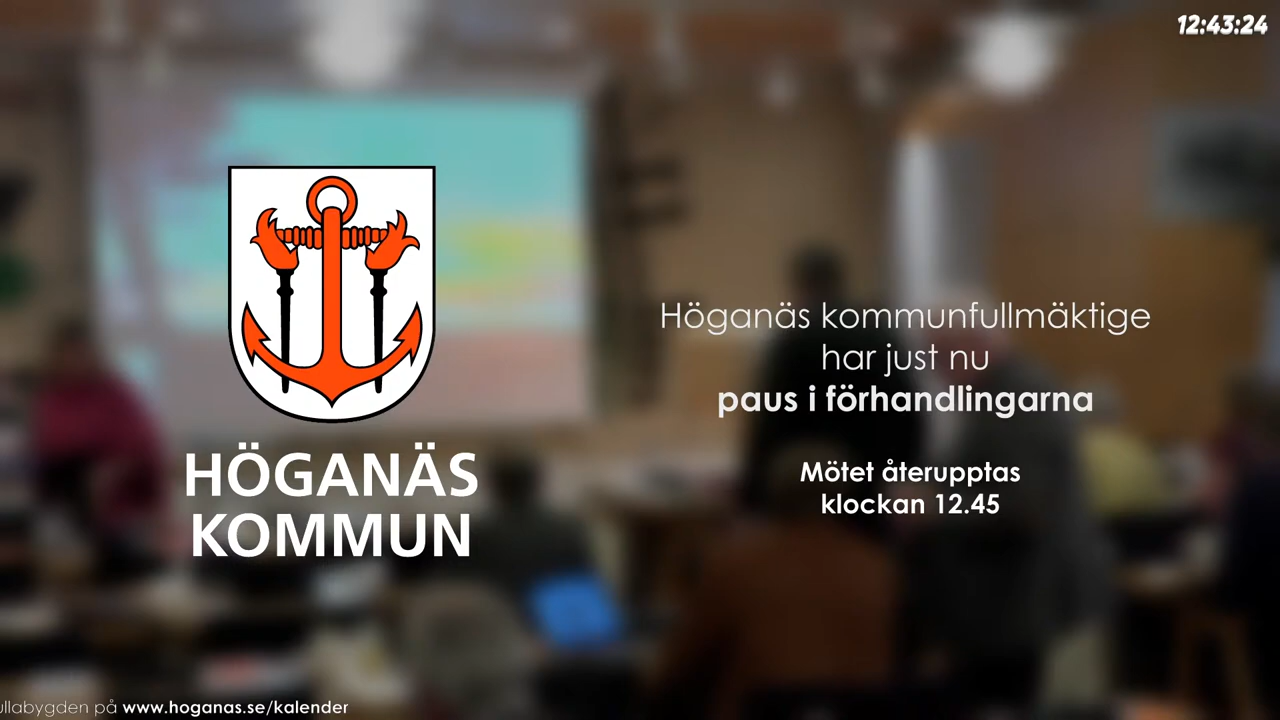 12:43:24
HÖGANÄS
KOMMUN
Höganäs kommunfullmäktige
har just nu
paus i förhandlingarna
Mötet återupptas
klockan 12.45
på www.hoganas.se/kalender